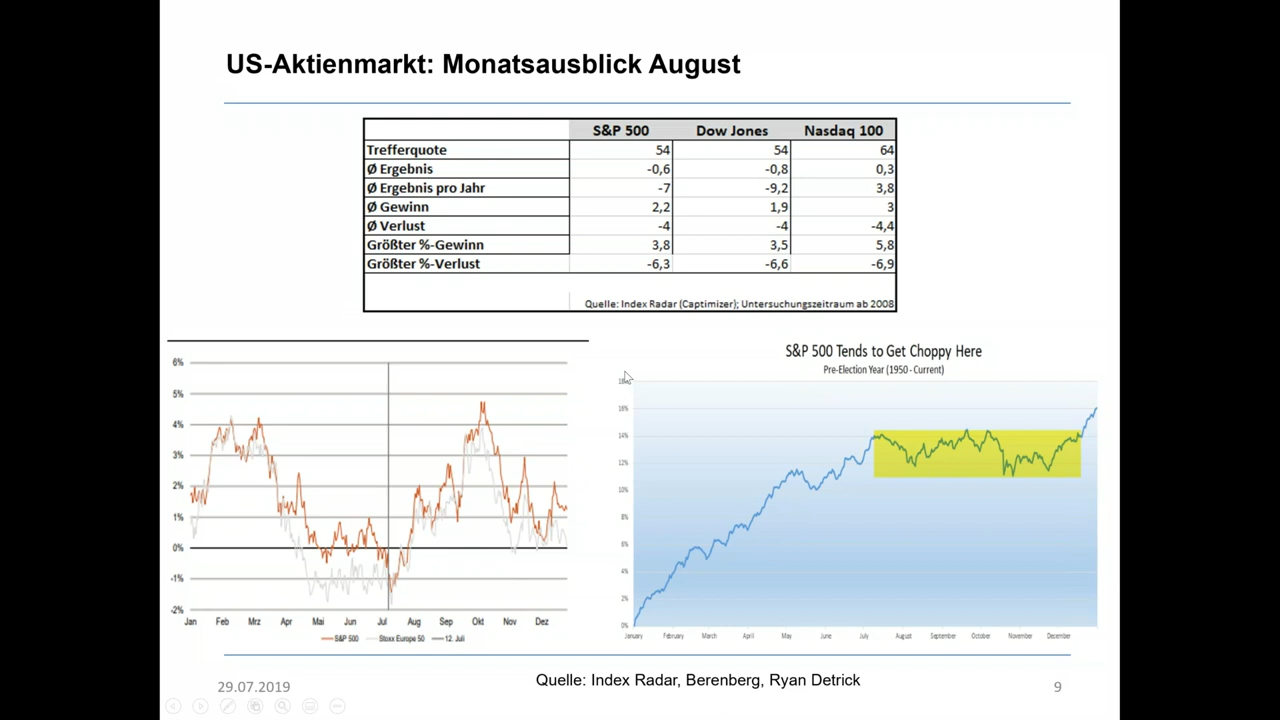 US-Aktienmarkt: Monatsausblick August
S&P 500 Dow Jones Nasdaq 100
Trefferquote 54 54 64
Ø Ergebnis -0,6 -0,8 0,3
Ø Ergebnis pro Jahr -7 -9,2 3,8
Ø Gewinn 2,2 1,9 3
Ø Verlust -4 -4 -4,4
Größter %-Gewinn 3,8 3,5 5,8
Größter %-Verlust -6,3 -6,6 -6,9
Quelle: Index Radar (Captimizer); Untersuchungszeitraum ab 2008
6%
5%
4%
3%
2%
1%
0%
-1%
-2%
Jan Feb Mrz Apr Mai Jun Jul Aug Sep Okt Nov Dez
S&P 500 Stoxx Europe 50 12. Juli
S&P 500 Tends to Get Choppy Here
Pre-Election Year (1950 - Current)
18%
16%
14%
12%
10%
8%
6%
4%
2%
0%
January February March April May June July August September October November December
29.07.2019
Quelle: Index Radar, Berenberg, Ryan Detrick
9